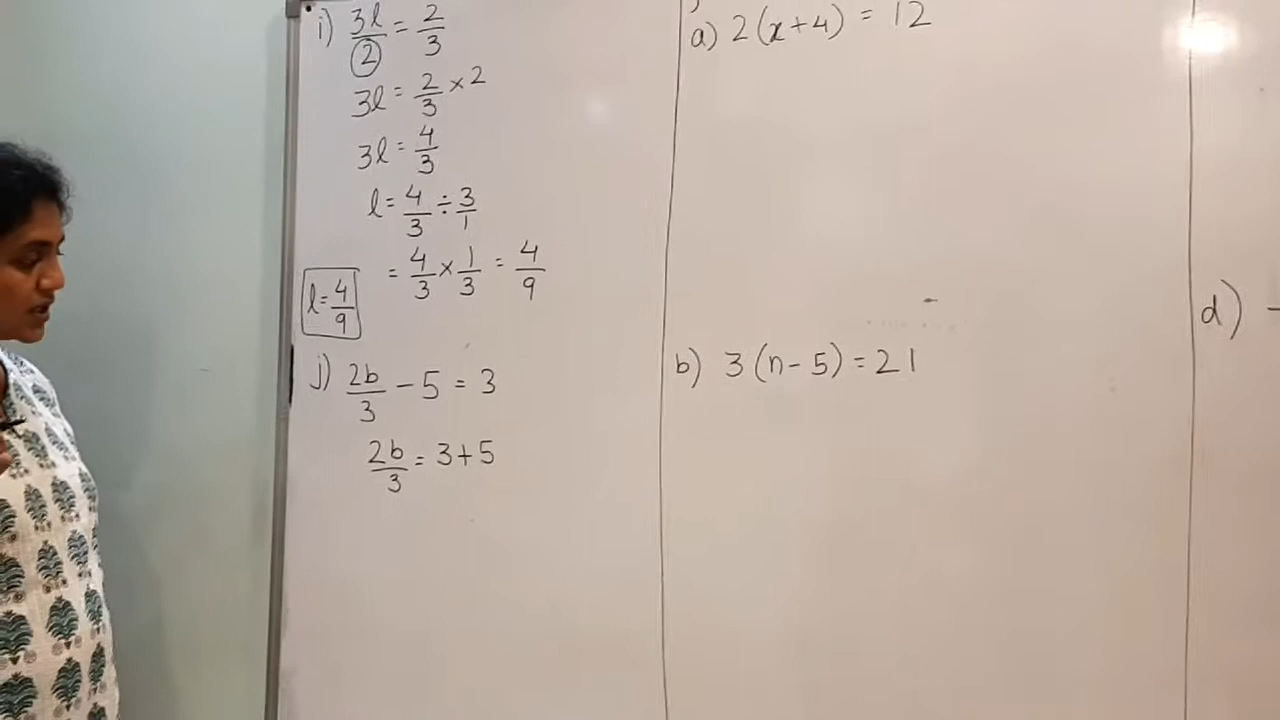 i) 3l/2 = 2/3
3l = 2/3 × 2
3l = 4/3
l = 4/3 ÷ 3/1
= 4/3 × 1/3 = 4/9
l = 4/9
j) 2b/3 - 5 = 3
2b/3 = 3 + 5
a) 2(x+4) = 12
b) 3(n-5) = 21
d) -